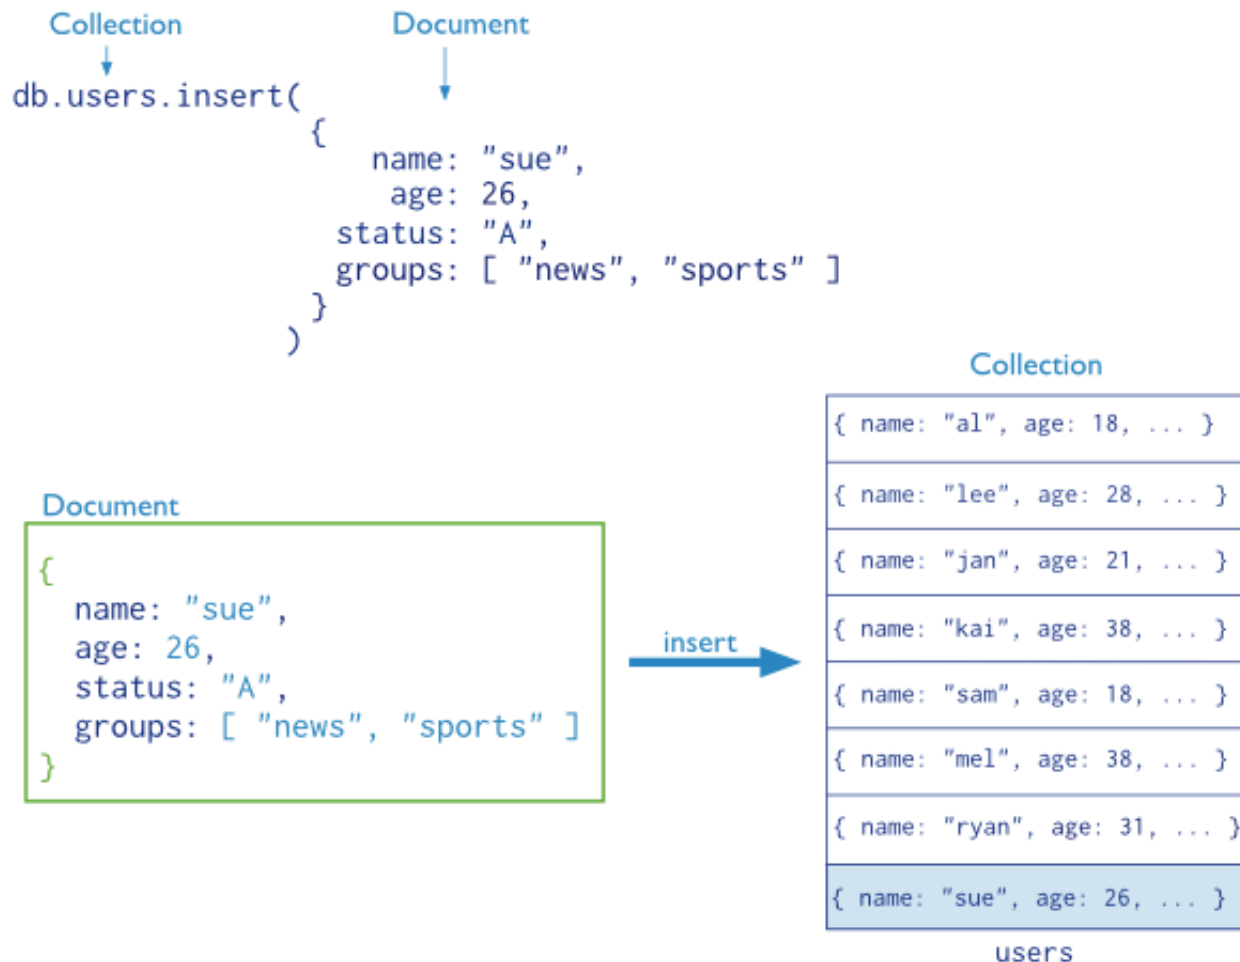 Collection
Document
db.users.insert(
{
name: "sue",
age: 26,
status: "A",
groups: [ "news", "sports" ]
}
)
Document
{
name: "sue",
age: 26,
status: "A",
groups: [ "news", "sports" ]
}
insert
Collection
{ name: "al", age: 18, ... }
{ name: "lee", age: 28, ... }
{ name: "jan", age: 21, ... }
{ name: "kai", age: 38, ... }
{ name: "sam", age: 18, ... }
{ name: "mel", age: 38, ... }
{ name: "ryan", age: 31, ... }
{ name: "sue", age: 26, ... }
users